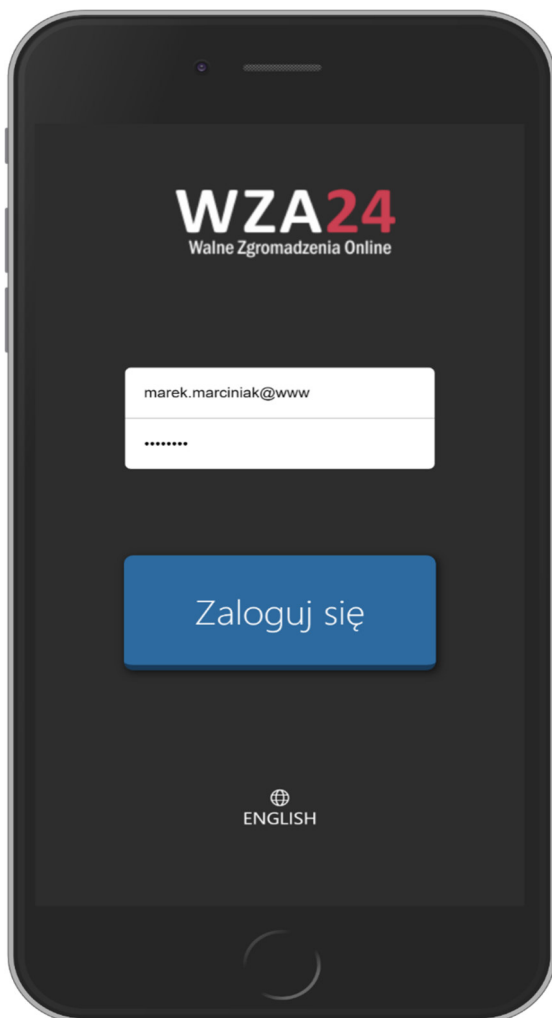 WZA24
Walne Zgromadzenia Online
marek.marciniak@www
••••••••
Zaloguj się
ENGLISH